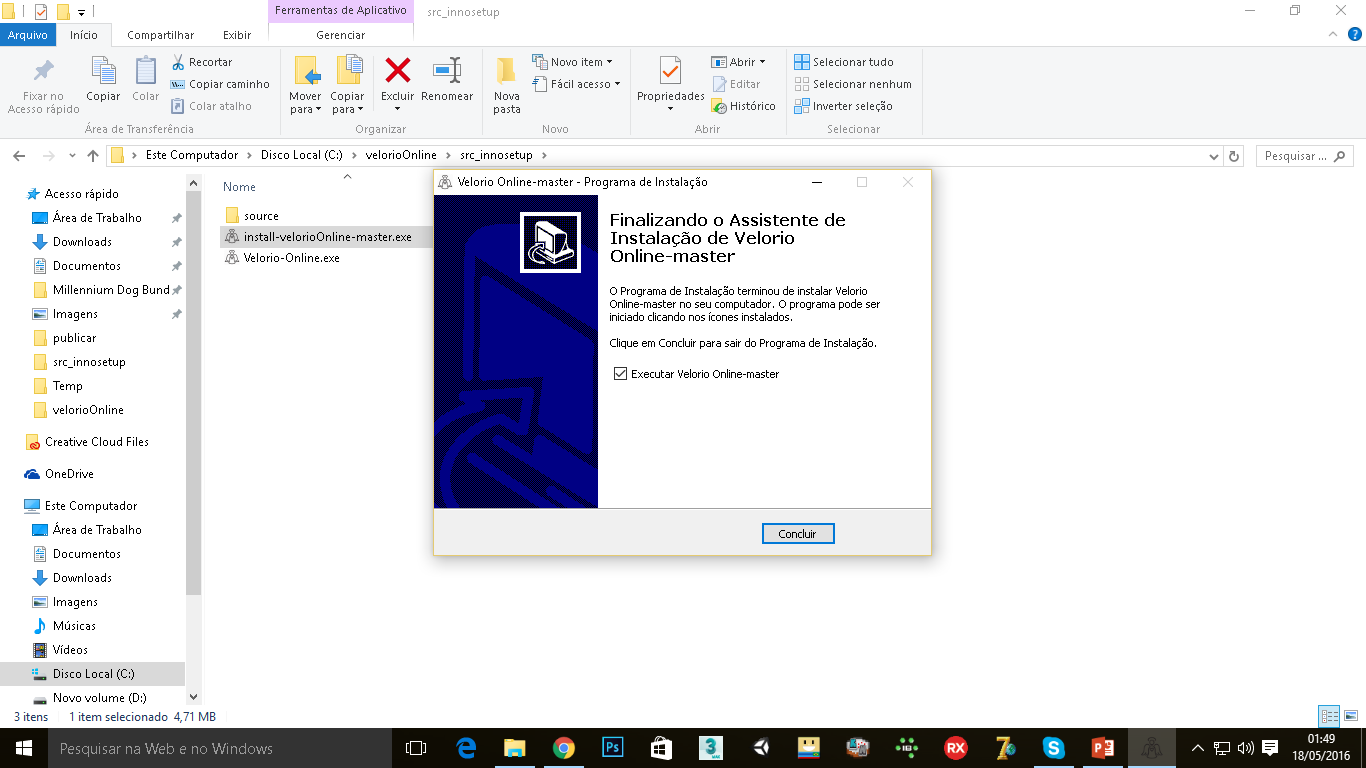 Ferramentas de Aplicativo
src_innosetup
Arquivo
Início
Compartilhar
Exibir
Gerenciar
Fixar no
Acesso rápido
Copiar
Colar
Recortar
Copiar caminho
Colar atalho
Área de Transferência
Mover
para
Copiar
para
Excluir
Renomear
Organizar
Nova
pasta
Novo item
Fácil acesso
Novo
Propriedades
Abrir
Editar
Histórico
Abrir
Selecionar tudo
Selecionar nenhum
Inverter seleção
Selecionar
Este Computador
Disco Local (C:)
velorioOnline
src_innosetup
Pesquisar ...
Acesso rápido
Área de Trabalho
Downloads
Documentos
Millennium Dog Bund
Imagens
publicar
src_innosetup
Temp
velorioOnline
Creative Cloud Files
OneDrive
Este Computador
Área de Trabalho
Documentos
Downloads
Imagens
Músicas
Vídeos
Disco Local (C:)
Novo volume (D:)
Nome
source
install-velorioOnline-master.exe
Velorio-Online.exe
Velorio Online-master - Programa de Instalação
Finalizando o Assistente de
Instalação de Velorio
Online-master
O Programa de Instalação terminou de instalar Velorio
Online-master no seu computador. O programa pode ser
iniciado clicando nos ícones instalados.
Clique em Concluir para sair do Programa de Instalação.
Executar Velorio Online-master
Concluir
3 itens
1 item selecionado 4,71 MB
Pesquisar na Web e no Windows
Ps
3
RX
7
01:49
18/05/2016